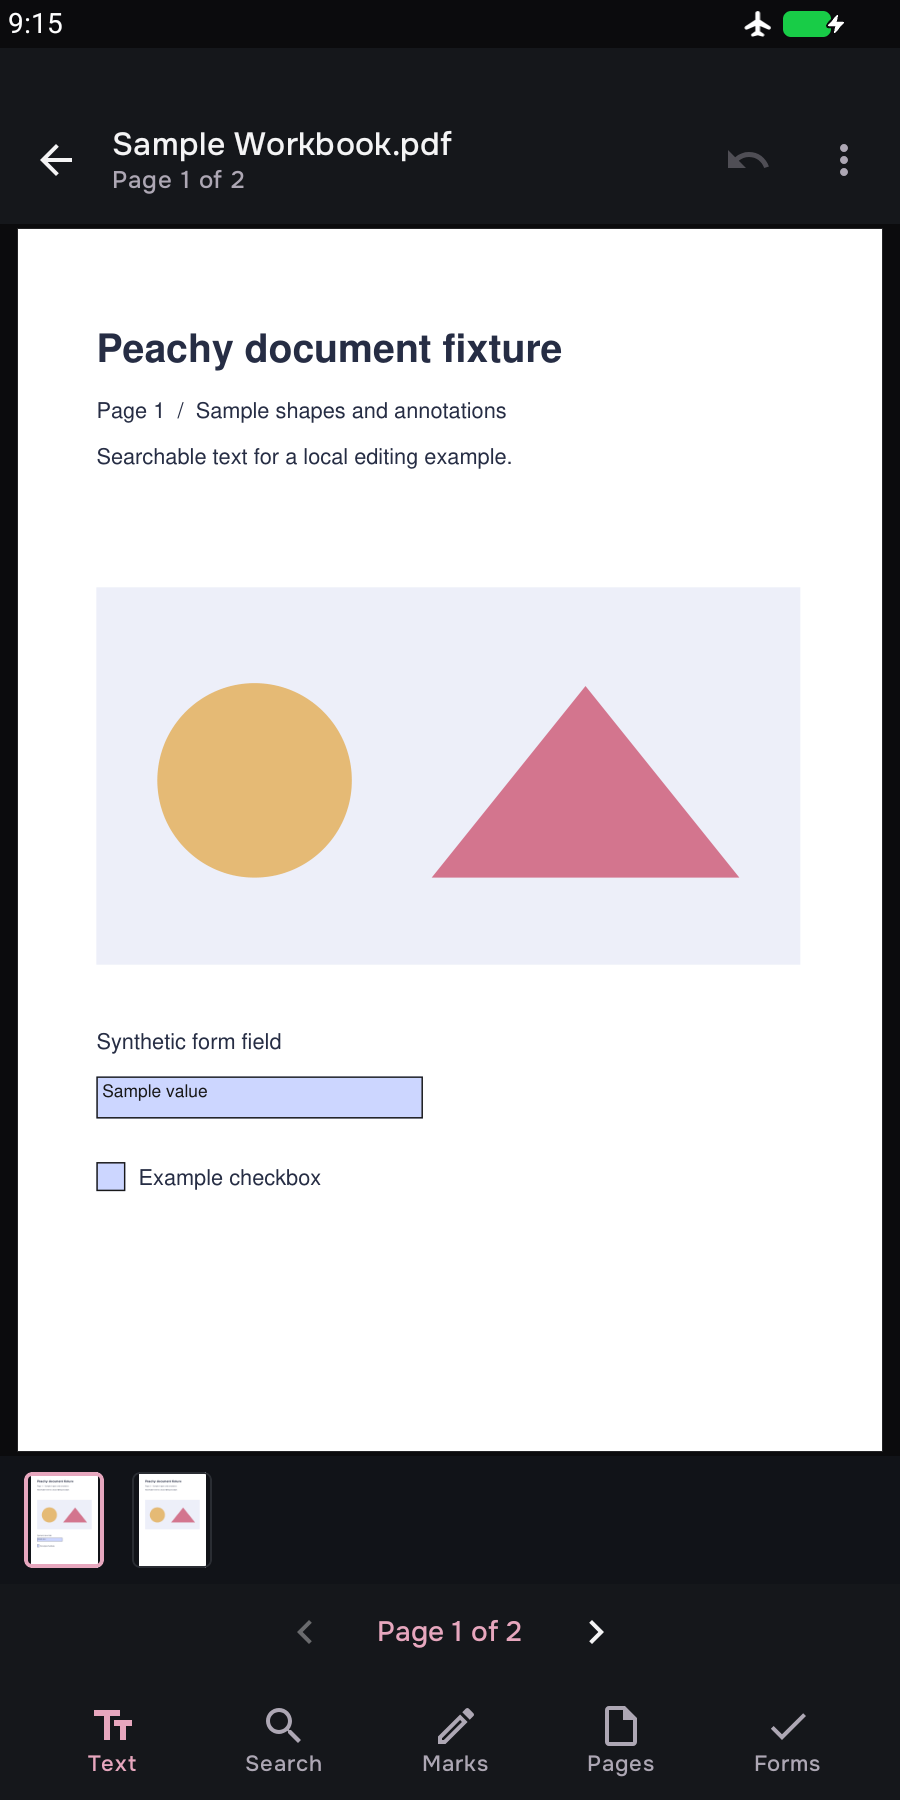 9:15
Sample Workbook.pdf
Page 1 of 2
Peachy document fixture
Page 1 / Sample shapes and annotations
Searchable text for a local editing example.
Synthetic form field
Sample value
Example checkbox
Page 1 of 2
Text
Search
Marks
Pages
Forms